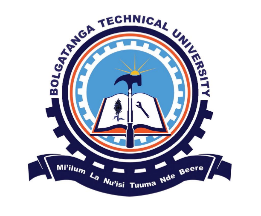 BOLGATANGA TECHNICAL UNIVERSITY
Mi'ilum La Nu'isi Tuuma Nde Beere